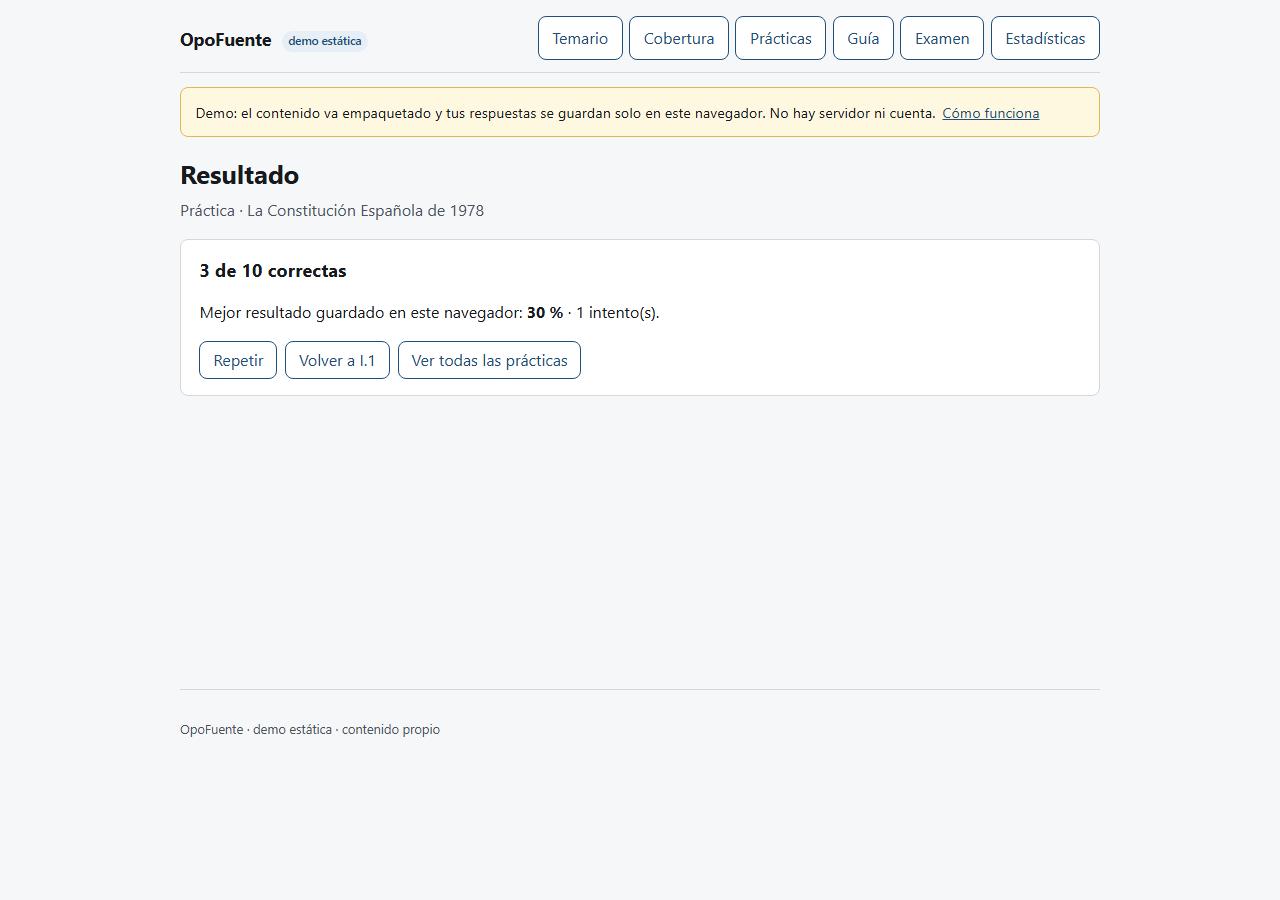 OpoFuente demo estática Temario Cobertura Prácticas Guía Examen Estadísticas
Demo: el contenido va empaquetado y tus respuestas se guardan solo en este navegador. No hay servidor ni cuenta. Cómo funciona
Resultado
Práctica · La Constitución Española de 1978
3 de 10 correctas
Mejor resultado guardado en este navegador: 30 % · 1 intento(s).
Repetir Volver a I.1 Ver todas las prácticas
OpoFuente · demo estática · contenido propio